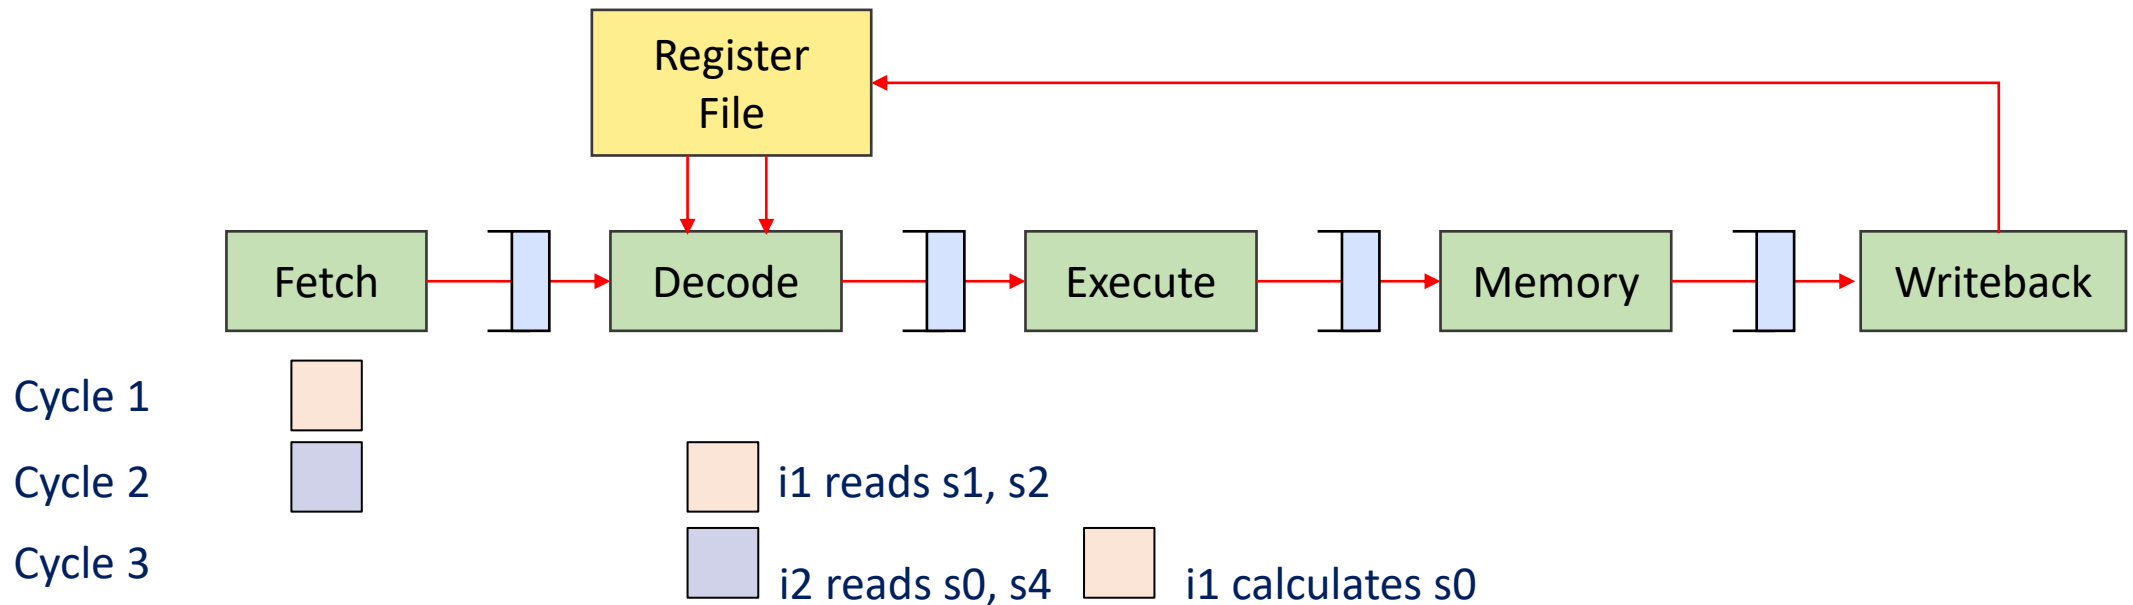 Register
File
Fetch
Decode
Execute
Memory
Writeback
Cycle 1
Cycle 2
i1 reads s1, s2
Cycle 3
i2 reads s0, s4
i1 calculates s0